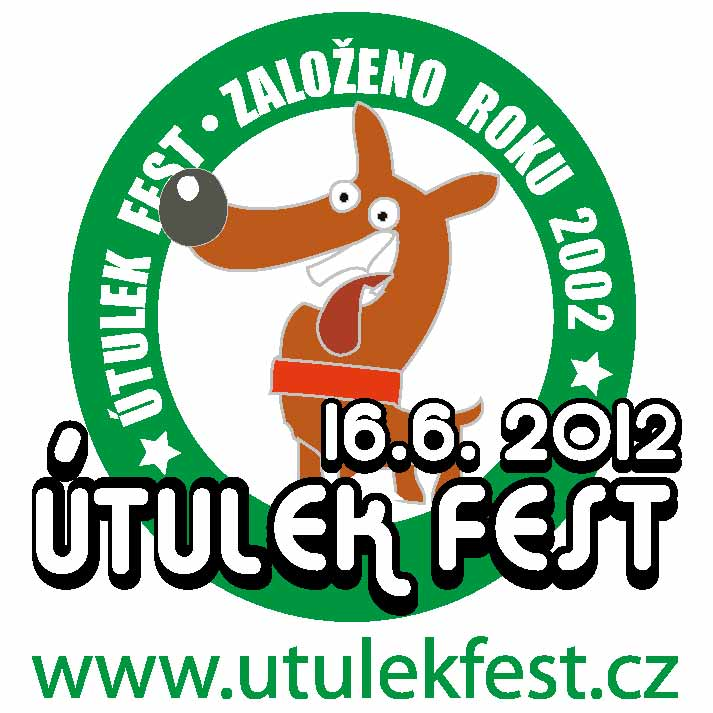 ÚTULEK FEST • ZALOŽENO ROKU 2002
16.6. 2012
ÚTULEK FEST
www.utulekfest.cz